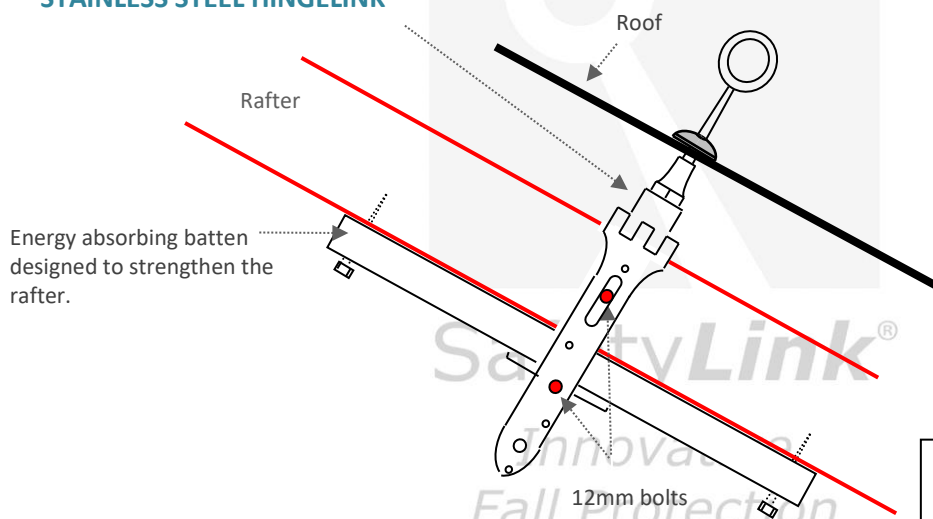 STAINLESS STEEL HINGELINK
Roof
Rafter
Energy absorbing batten
designed to strengthen the
rafter.
SafetyLink®
Innovative
Fall Protection
12mm bolts